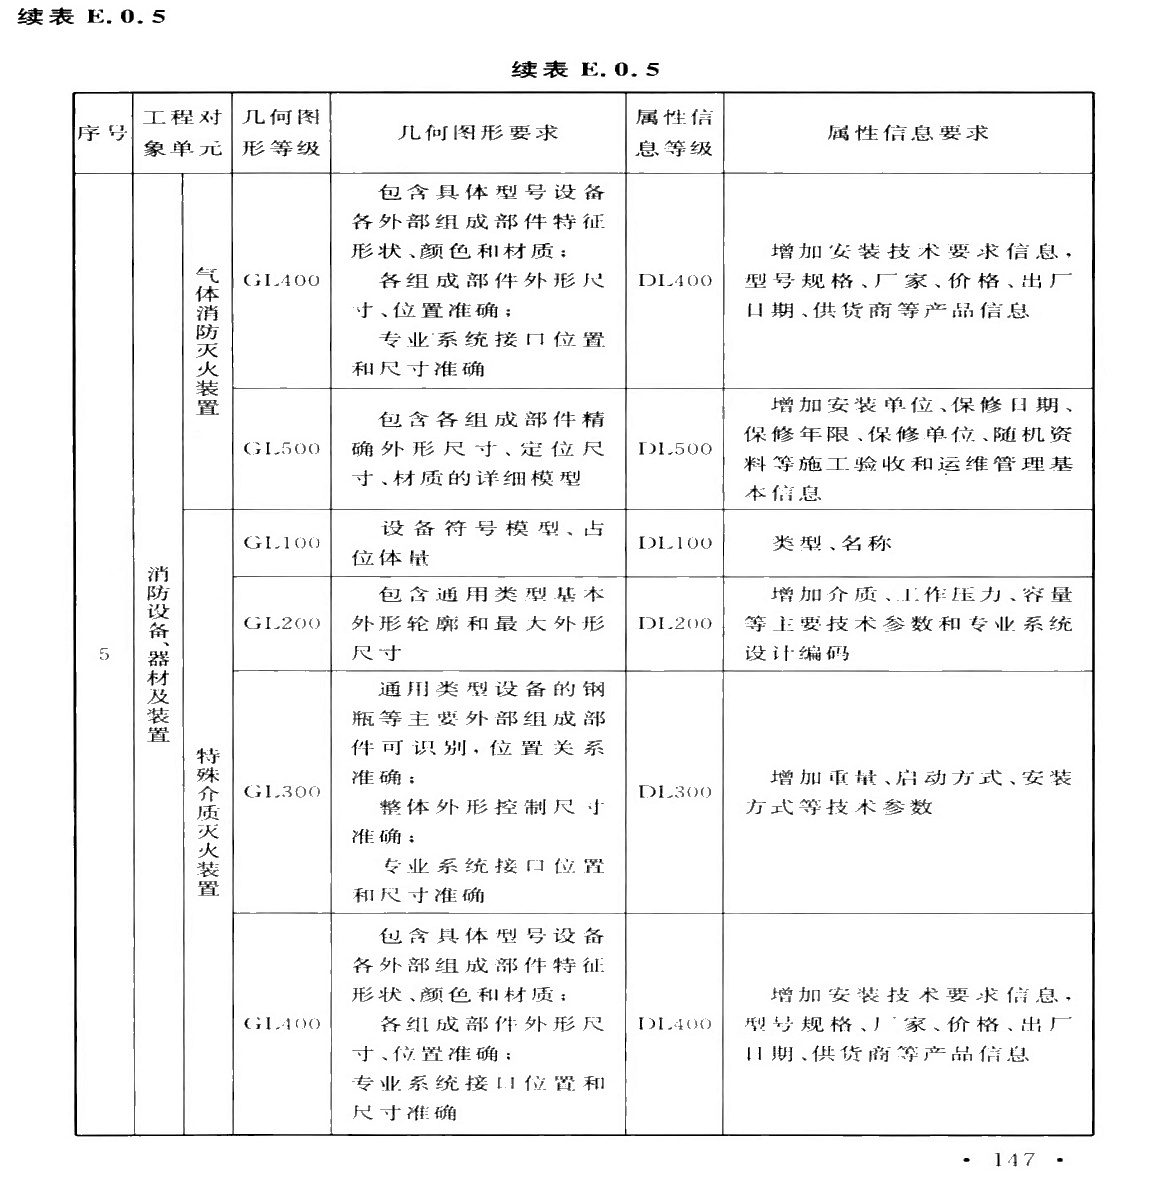 续表 E.0.5
续表 E.0.5
序号
工程对
象单元
几何图
形等级
几何图形要求
属性信
息等级
属性信息要求
5
消防设备、器材及装置
气体消防灭火装置
GL400
包含具体型号设备
各外部组成部件特征
形状、颜色和材质；
各组成部件外形尺
寸、位置准确；
专业系统接口位置
和尺寸准确
DL400
增加安装技术要求信息，
型号规格、厂家、价格、出厂
日期、供货商等产品信息
GL500
包含各组成部件精
确外形尺寸、定位尺
寸、材质的详细模型
DL500
增加安装单位、保修日期、
保修年限、保修单位、随机资
料等施工验收和运维管理基
本信息
特殊介质灭火装置
GL100
设备符号模型、占
位体量
DL100
类型、名称
GL200
包含通用类型基本
外形轮廓和最大外形
尺寸
DL200
增加介质、工作压力、容量
等主要技术参数和专业系统
设计编码
GL300
通用类型设备的钢
瓶等主要外部组成部
件可识别，位置关系
准确；
整体外形控制尺寸
准确；
专业系统接口位置
和尺寸准确
DL300
增加重量、启动方式、安装
方式等技术参数
GL400
包含具体型号设备
各外部组成部件特征
形状、颜色和材质；
各组成部件外形尺
寸、位置准确；
专业系统接口位置和
尺寸准确
DL400
增加安装技术要求信息，
型号规格、厂家、价格、出厂
日期、供货商等产品信息
· 147 ·